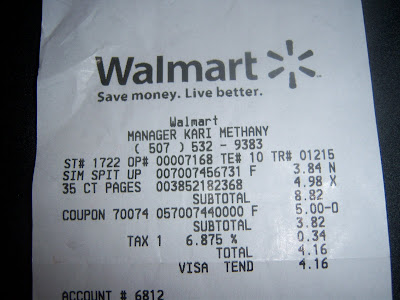 Walmart
Save money. Live better.
Walmart
MANAGER KARI METHANY
( 507 ) 532 - 9383
ST# 1722 OP# 00007168 TE# 10 TR# 01215
SIM SPIT UP 007007456731 F 3.84 N
35 CT PAGES 003852182368 4.98 X
SUBTOTAL 8.82
COUPON 70074 057007440000 F 5.00-O
SUBTOTAL 3.82
TAX 1 6.875 % 0.34
TOTAL 4.16
VISA TEND 4.16
ACCOUNT # 6812